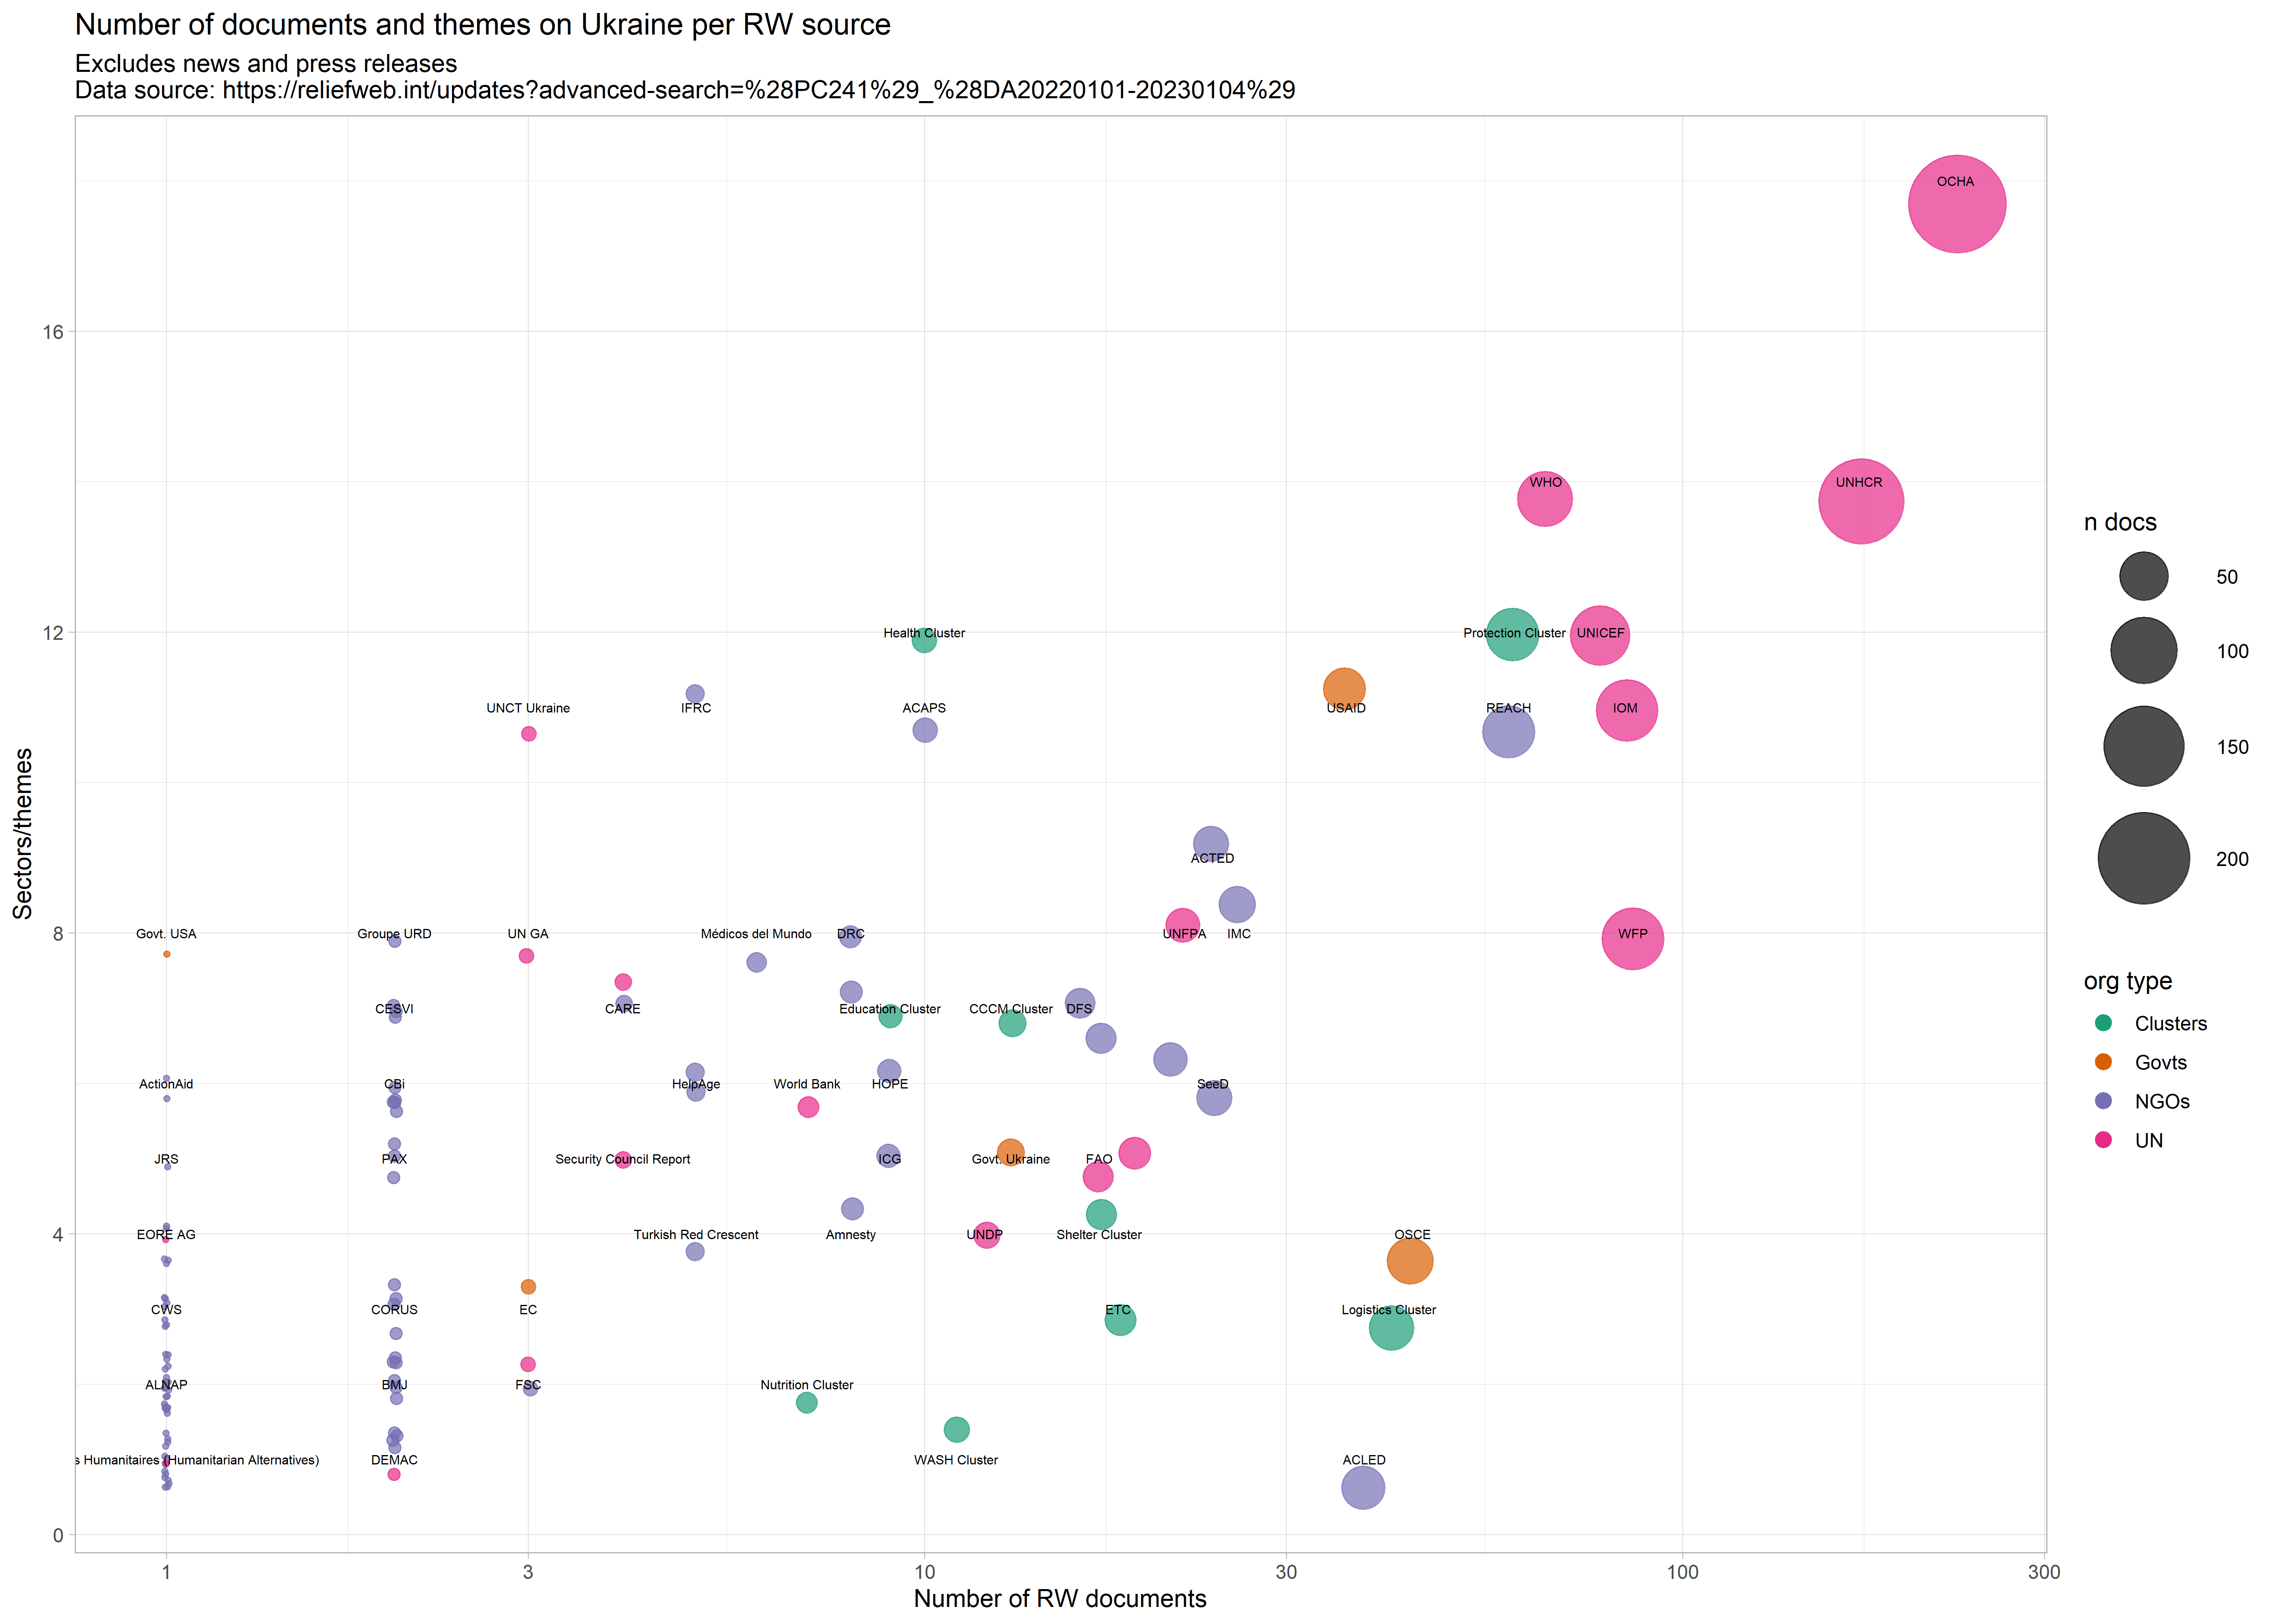 Number of documents and themes on Ukraine per RW source
Excludes news and press releases
Data source: https://reliefweb.int/updates?advanced-search=%28PC241%29_%28DA20220101-20230104%29
OCHA
16
WHO
UNHCR
n docs
50
100
150
200
12
Health Cluster
Protection Cluster
UNICEF
UNCT Ukraine
IFRC
ACAPS
USAID
REACH
IOM
Sectors/themes
ACTED
8
Govt. USA
Groupe URD
UN GA
Médicos del Mundo
DRC
UNFPA
IMC
WFP
org type
Clusters
Govts
NGOs
UN
CESVI
CARE
Education Cluster
CCCM Cluster
DFS
ActionAid
CBi
HelpAge
World Bank
HOPE
SeeD
JRS
PAX
Security Council Report
ICG
Govt. Ukraine
FAO
4
EORE AG
Turkish Red Crescent
Amnesty
UNDP
Shelter Cluster
OSCE
CWS
CORUS
EC
ETC
Logistics Cluster
ALNAP
BMJ
FSC
Nutrition Cluster
s Humanitaires (Humanitarian Alternatives)
DEMAC
WASH Cluster
ACLED
0
1
3
10
30
100
300
Number of RW documents